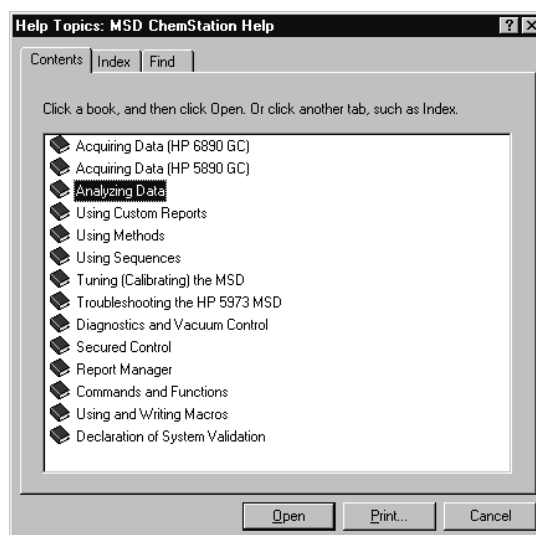 Help Topics: MSD ChemStation Help
Contents Index Find
Click a book, and then click Open. Or click another tab, such as Index.
Acquiring Data (HP 6890 GC)
Acquiring Data (HP 5890 GC)
Analyzing Data
Using Custom Reports
Using Methods
Using Sequences
Tuning (Calibrating) the MSD
Troubleshooting the HP 5973 MSD
Diagnostics and Vacuum Control
Secured Control
Report Manager
Commands and Functions
Using and Writing Macros
Declaration of System Validation
Open Print... Cancel